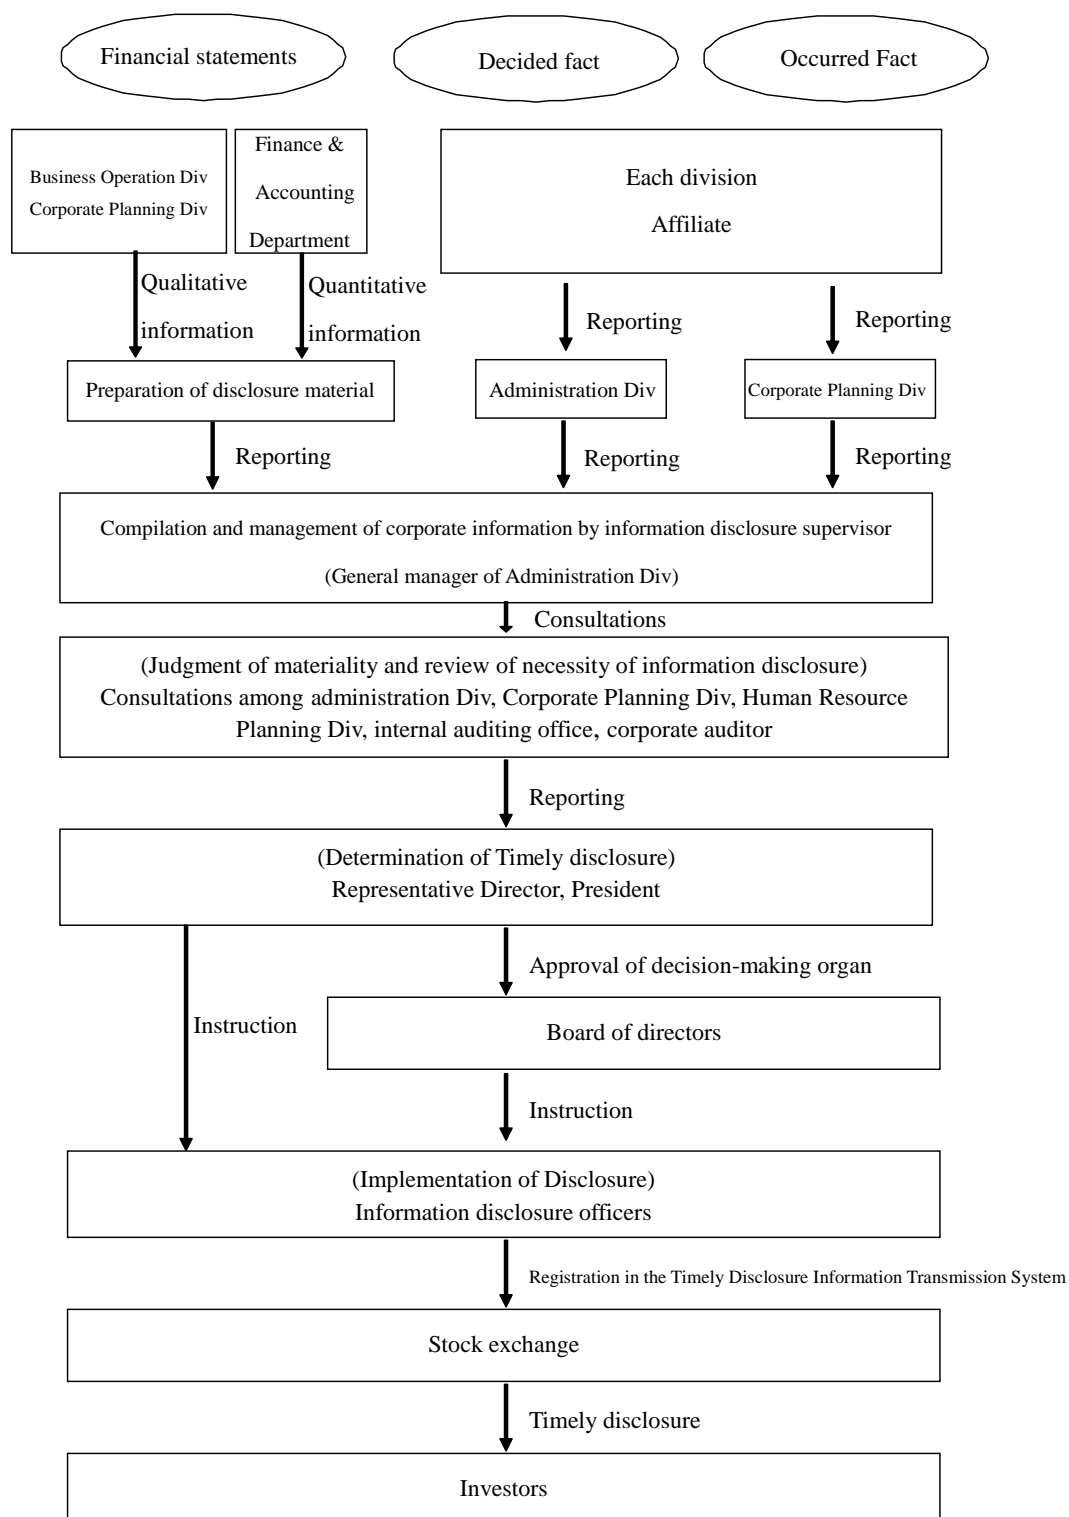 Financial statements
Decided fact
Occurred Fact
Business Operation Div
Corporate Planning Div
Finance &
Accounting
Department
Each division
Affiliate
Qualitative
information
Quantitative
information
Reporting
Reporting
Preparation of disclosure material
Administration Div
Corporate Planning Div
Reporting
Reporting
Reporting
Compilation and management of corporate information by information disclosure supervisor
(General manager of Administration Div)
Consultations
(Judgment of materiality and review of necessity of information disclosure)
Consultations among administration Div, Corporate Planning Div, Human Resource
Planning Div, internal auditing office, corporate auditor
Reporting
(Determination of Timely disclosure)
Representative Director, President
Approval of decision-making organ
Instruction
Board of directors
Instruction
(Implementation of Disclosure)
Information disclosure officers
Registration in the Timely Disclosure Information Transmission System
Stock exchange
Timely disclosure
Investors